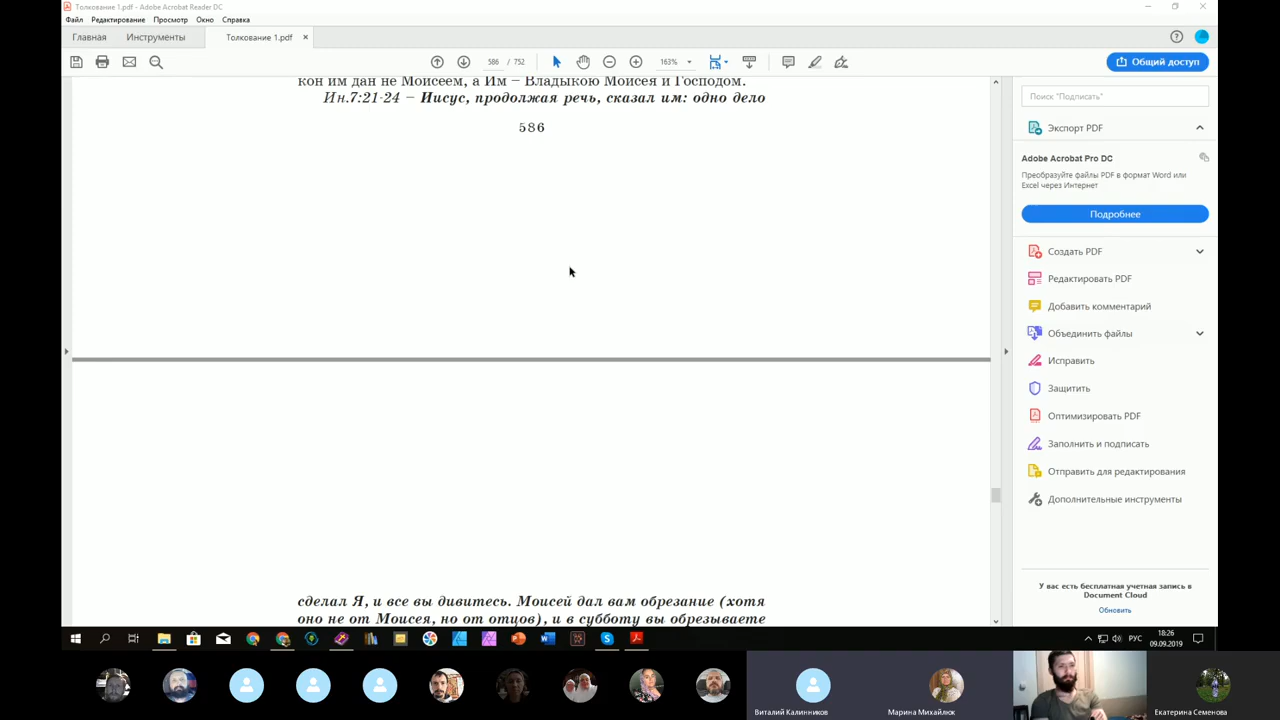 Толкование 1.pdf - Adobe Acrobat Reader DC
Файл Редактирование Просмотр Окно Справка
Главная Инструменты Толкование 1.pdf ×
586 / 752 163% Общий доступ
кон им дан не Моисеем, а Им – Владыкою Моисея и Господом.
Ин.7:21-24 – Иисус, продолжая речь, сказал им: одно дело
586
сделал Я, и все вы дивитесь. Моисей дал вам обрезание (хотя
оно не от Моисея, но от отцов), и в субботу вы обрезываете
Поиск "Подписать"
Экспорт PDF
Adobe Acrobat Pro DC
Преобразуйте файлы PDF в формат Word или
Excel через Интернет
Подробнее
Создать PDF
Редактировать PDF
Добавить комментарий
Объединить файлы
Исправить
Защитить
Оптимизировать PDF
Заполнить и подписать
Отправить для редактирования
Дополнительные инструменты
У вас есть бесплатная учетная запись в
Document Cloud
Обновить
РУС
18:26
09.09.2019
Виталий Калинников
Марина Михайлюк
Екатерина Семенова